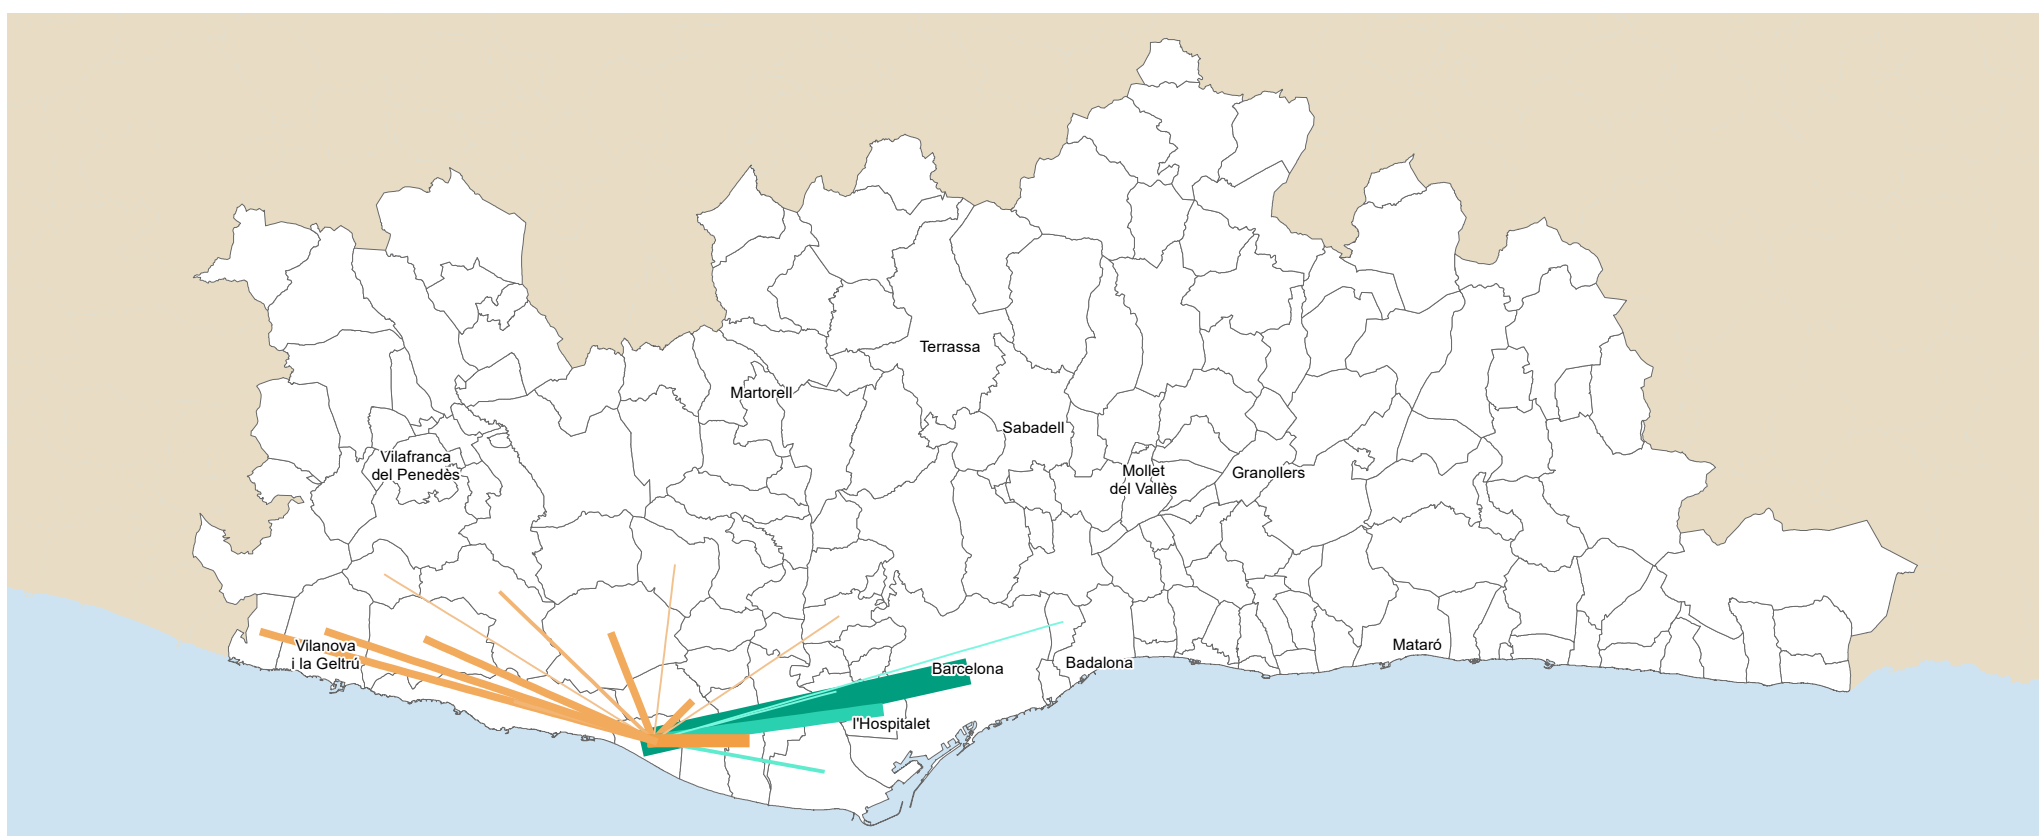 Terrassa
Martorell
Sabadell
Vilafranca
del Penedès
Mollet
del Vallès
Granollers
Vilanova
i la Geltrú
Mataró
Badalona
Barcelona
l'Hospitalet